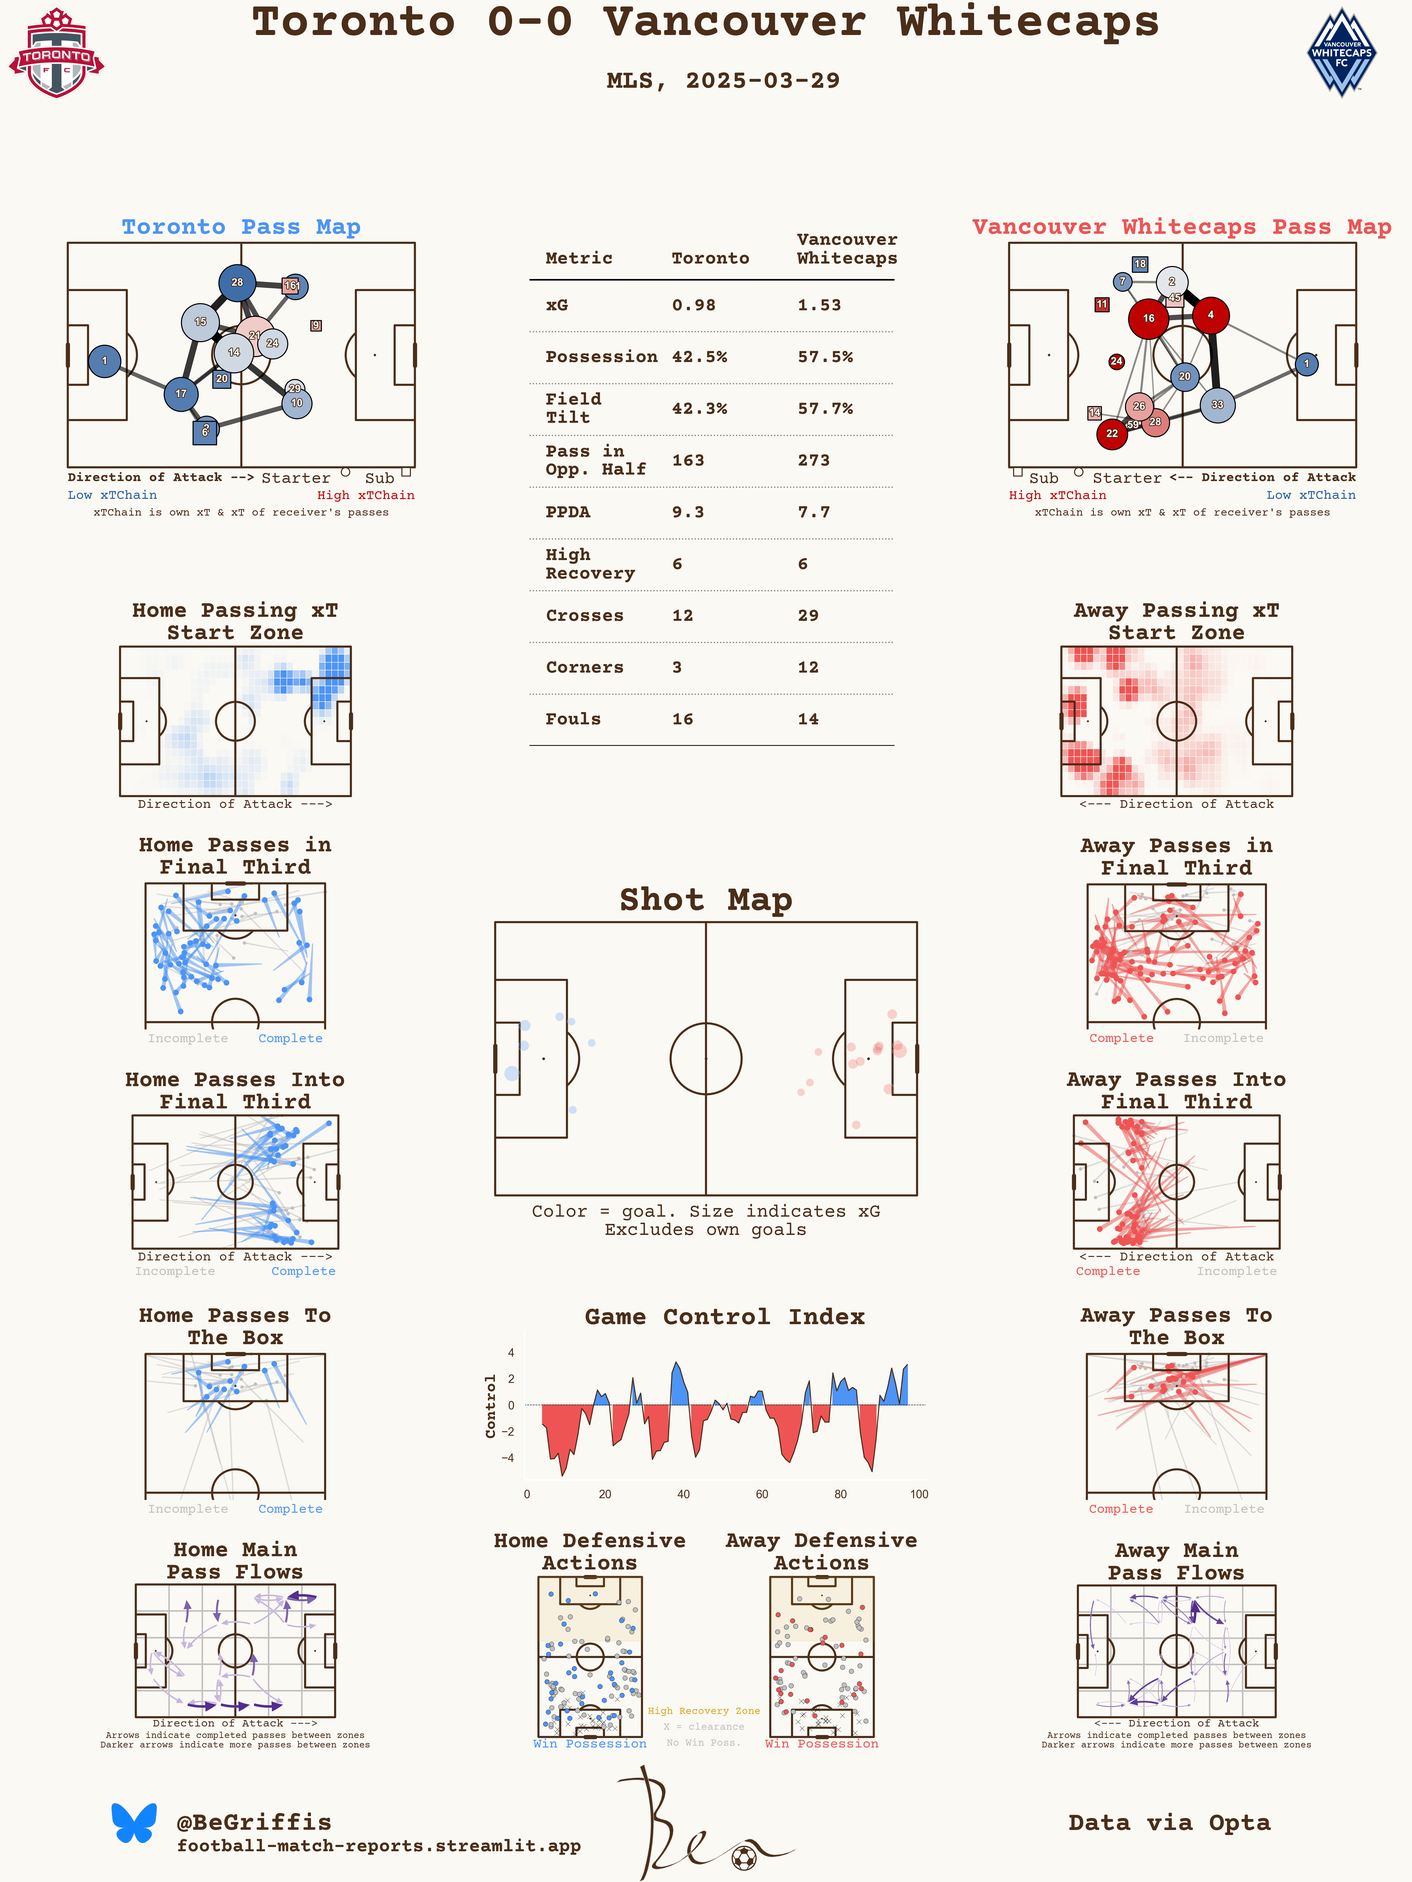 Toronto 0-0 Vancouver Whitecaps
MLS, 2025-03-29
TORONTO
F C
VANCOUVER
WHITECAPS
FC
Toronto Pass Map
28
16
15
9
21
24
14
1
20
17
29
10
6
Direction of Attack --> Starter Sub
Low xTChain High xTChain
xTChain is own xT & xT of receiver's passes
Metric Toronto Vancouver
Whitecaps
xG 0.98 1.53
Possession 42.5% 57.5%
Field
Tilt 42.3% 57.7%
Pass in
Opp. Half 163 273
PPDA 9.3 7.7
High
Recovery 6 6
Crosses 12 29
Corners 3 12
Fouls 16 14
Vancouver Whitecaps Pass Map
18
7
2
45
11
16
4
24
1
20
26
33
14
59
28
22
Sub Starter <-- Direction of Attack
High xTChain Low xTChain
xTChain is own xT & xT of receiver's passes
Home Passing xT
Start Zone
Direction of Attack --->
Away Passing xT
Start Zone
<--- Direction of Attack
Home Passes in
Final Third
Incomplete Complete
Away Passes in
Final Third
Complete Incomplete
Shot Map
Color = goal. Size indicates xG
Excludes own goals
Home Passes Into
Final Third
Direction of Attack --->
Incomplete Complete
Away Passes Into
Final Third
<--- Direction of Attack
Complete Incomplete
Home Passes To
The Box
Incomplete Complete
Game Control Index
Control
4
2
0
−2
−4
0 20 40 60 80 100
Away Passes To
The Box
Complete Incomplete
Home Main
Pass Flows
Direction of Attack --->
Arrows indicate completed passes between zones
Darker arrows indicate more passes between zones
Home Defensive
Actions
Win Possession
Away Defensive
Actions
Win Possession
High Recovery Zone
X = clearance
No Win Poss.
Away Main
Pass Flows
<--- Direction of Attack
Arrows indicate completed passes between zones
Darker arrows indicate more passes between zones
@BeGriffis
football-match-reports.streamlit.app
Ben
Data via Opta